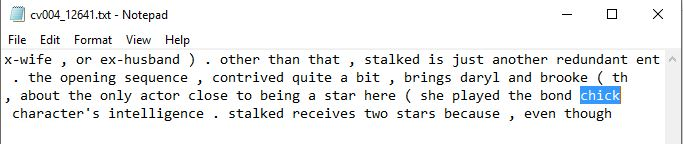 cv004_12641.txt - Notepad
File Edit Format View Help
x-wife , or ex-husband ) . other than that , stalked is just another redundant ent
. the opening sequence , contrived quite a bit , brings daryl and brooke ( th
, about the only actor close to being a star here ( she played the bond chick
character's intelligence . stalked receives two stars because , even though